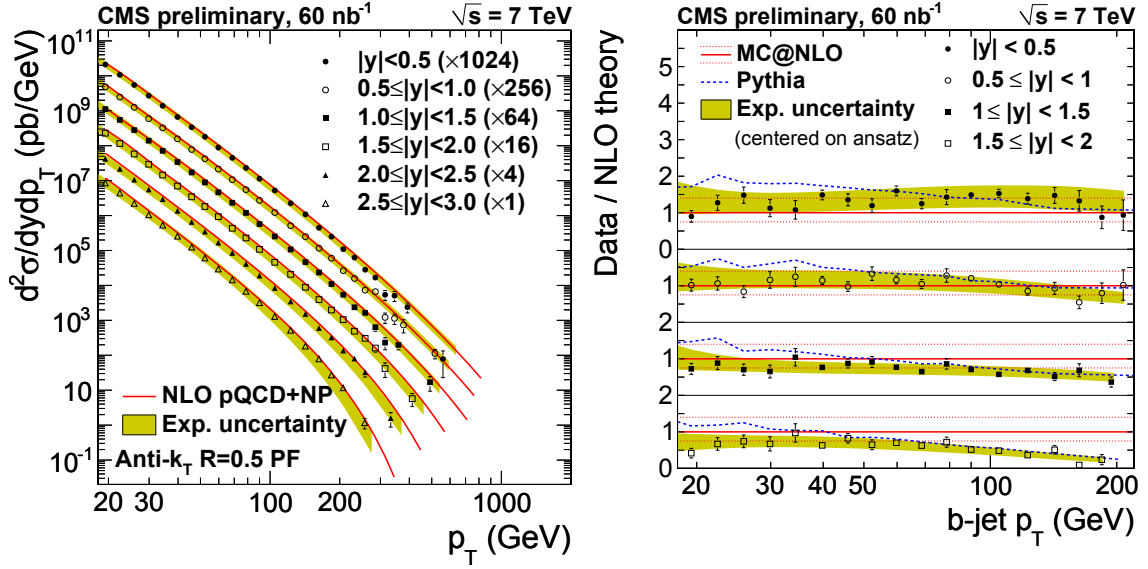 CMS preliminary, 60 nb⁻¹ √s = 7 TeV
d²σ/dydp_T (pb/GeV)
10¹¹
10⁹
10⁷
10⁵
10³
10
10⁻¹
|y|<0.5 (×1024)
0.5≤|y|<1.0 (×256)
1.0≤|y|<1.5 (×64)
1.5≤|y|<2.0 (×16)
2.0≤|y|<2.5 (×4)
2.5≤|y|<3.0 (×1)
NLO pQCD+NP
Exp. uncertainty
Anti-k_T R=0.5 PF
20 30 100 200 1000
p_T (GeV)
CMS preliminary, 60 nb⁻¹ √s = 7 TeV
Data / NLO theory
MC@NLO
Pythia
Exp. uncertainty
(centered on ansatz)
|y| < 0.5
0.5 ≤ |y| < 1
1 ≤ |y| < 1.5
1.5 ≤ |y| < 2
5
4
3
2
1
0
1
2
1
2
1
0
20 30 40 50 100 200
b-jet p_T (GeV)